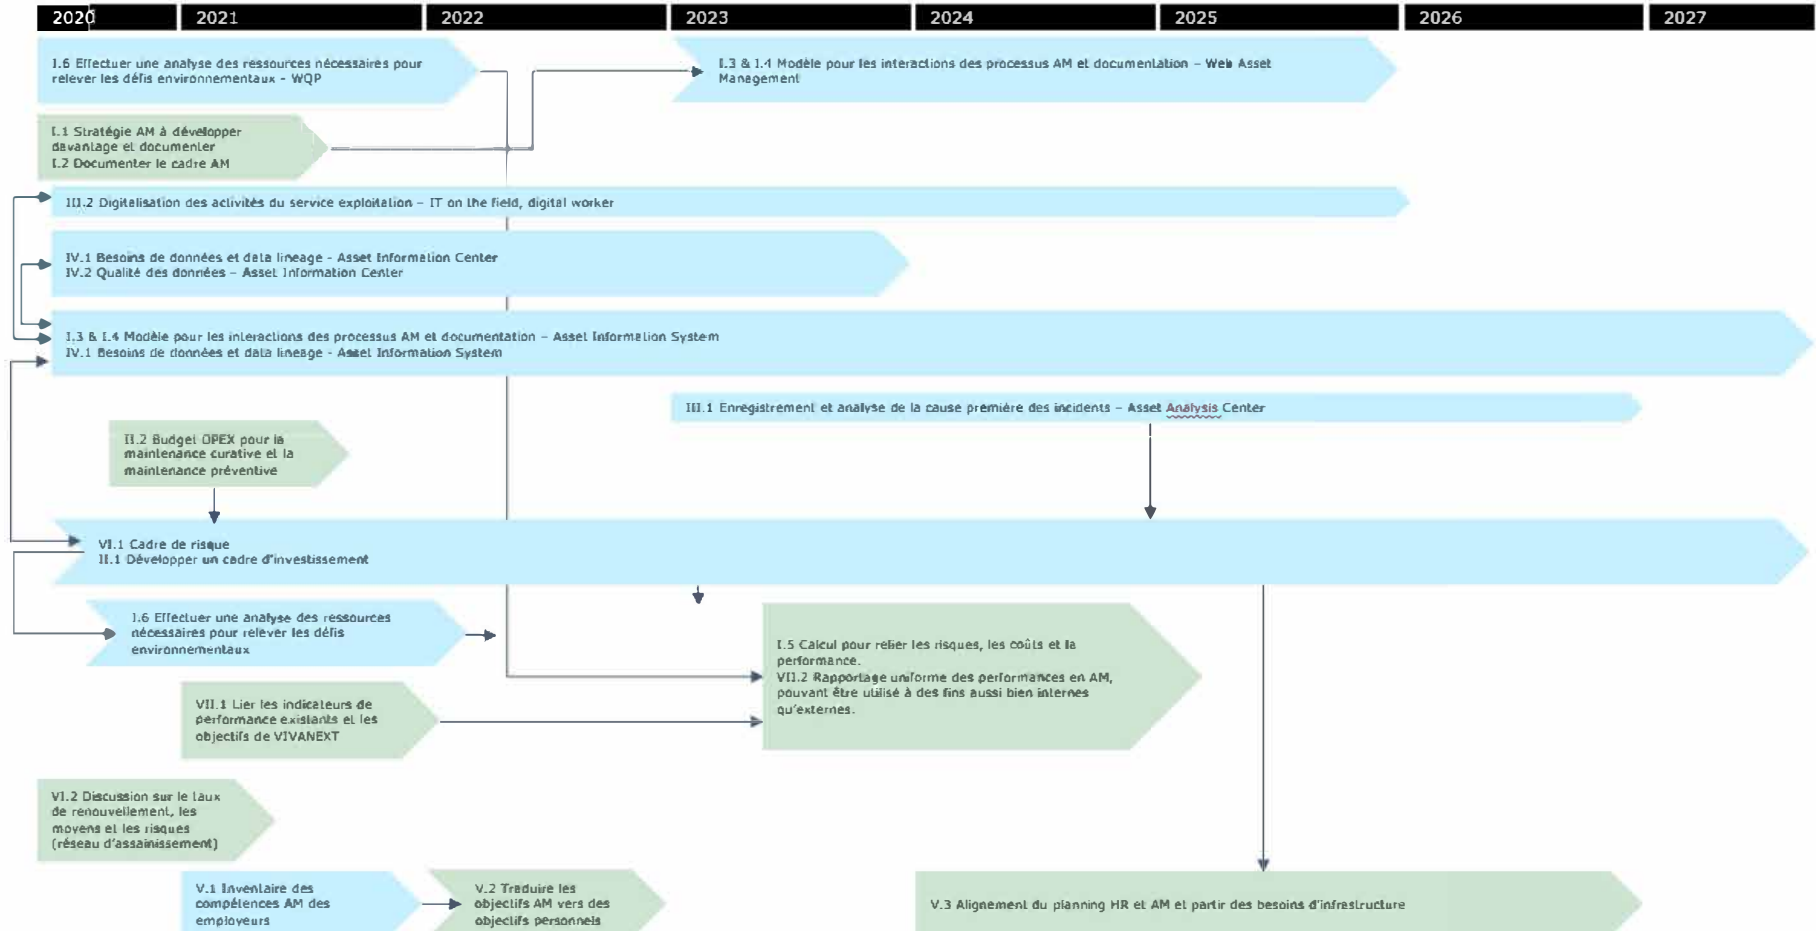 2020 2021 2022 2023 2024 2025 2026 2027
I.6 Effectuer une analyse des ressources nécessaires pour
relever les défis environnementaux - WQP
I.3 & I.4 Modèle pour les interactions des processus AM et documentation – Web Asset
Management
I.1 Stratégie AM à développer
davantage et documenter
I.2 Documenter le cadre AM
III.2 Digitalisation des activités du service exploitation – IT on the field, digital worker
IV.1 Besoins de données et data lineage - Asset Information Center
IV.2 Qualité des données – Asset Information Center
I.3 & I.4 Modèle pour les interactions des processus AM et documentation – Asset Information System
IV.1 Besoins de données et data lineage - Asset Information System
III.1 Enregistrement et analyse de la cause première des incidents – Asset Analysis Center
II.2 Budget OPEX pour la
maintenance curative et la
maintenance préventive
VI.1 Cadre de risque
II.1 Développer un cadre d'investissement
I.6 Effectuer une analyse des ressources
nécessaires pour relever les défis
environnementaux
I.5 Calcul pour relier les risques, les coûts et la
performance.
VII.2 Rapportage uniforme des performances en AM,
pouvant être utilisé à des fins aussi bien internes
qu'externes.
VII.1 Lier les indicateurs de
performance existants et les
objectifs de VIVANEXT
VI.2 Discussion sur le taux
de renouvellement, les
moyens et les risques
(réseau d'assainissement)
V.1 Inventaire des
compétences AM des
employeurs
V.2 Traduire les
objectifs AM vers des
objectifs personnels
V.3 Alignement du planning HR et AM et partir des besoins d'infrastructure